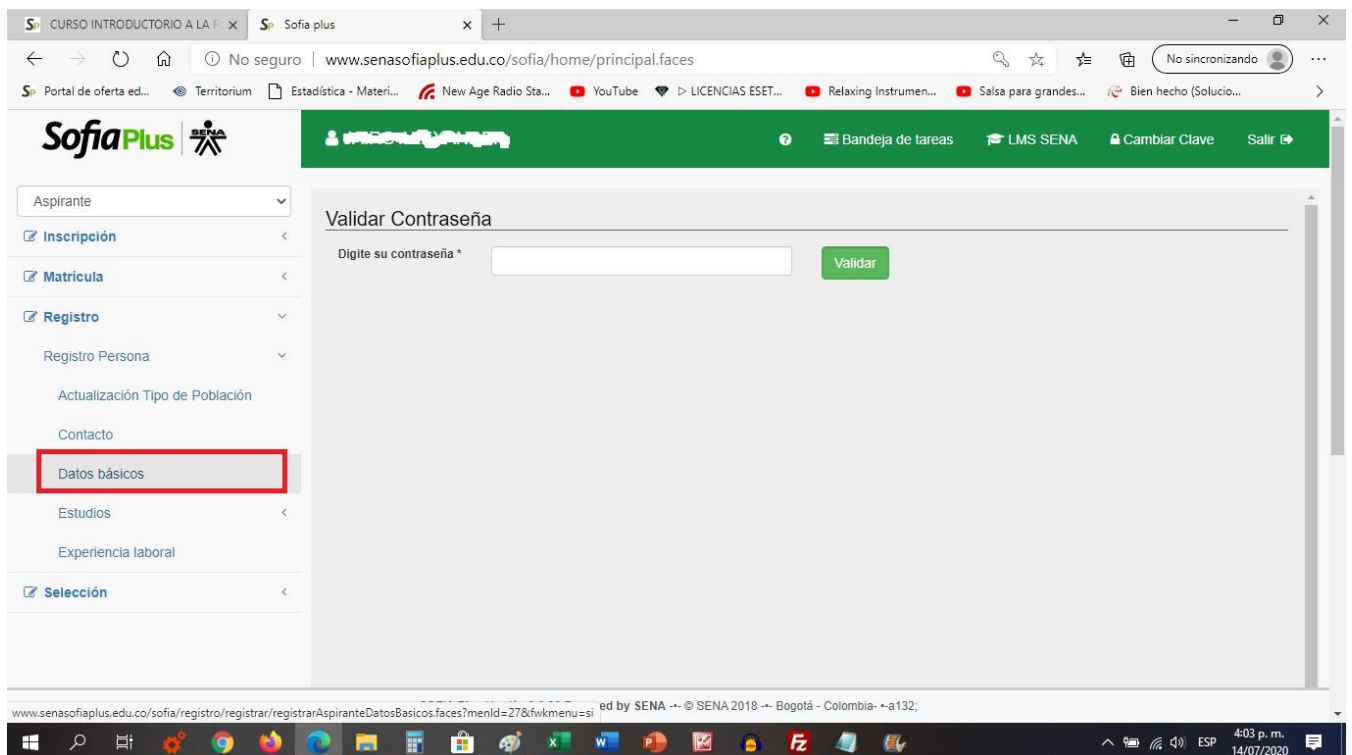 CURSO INTRODUCTORIO A LA F
Sofia plus
No seguro | www.senasofiaplus.edu.co/sofia/home/principal.faces
No sincronizando
Portal de oferta ed... Territorium Estadística - Materi... New Age Radio Sta... YouTube ▷ LICENCIAS ESET... Relaxing Instrumen... Salsa para grandes... Bien hecho (Solucio...
SofiaPlus SENA
Bandeja de tareas LMS SENA Cambiar Clave Salir
Aspirante
Inscripción
Matricula
Registro
Registro Persona
Actualización Tipo de Población
Contacto
Datos básicos
Estudios
Experiencia laboral
Selección
Validar Contraseña
Digite su contraseña *
Validar
www.senasofiaplus.edu.co/sofia/registro/registrar/registrarAspiranteDatosBasicos.faces?menId=27&fwkmenu=si
ed by SENA -•- © SENA 2018 -•- Bogotá - Colombia- •-a132;
ESP
4:03 p. m.
14/07/2020